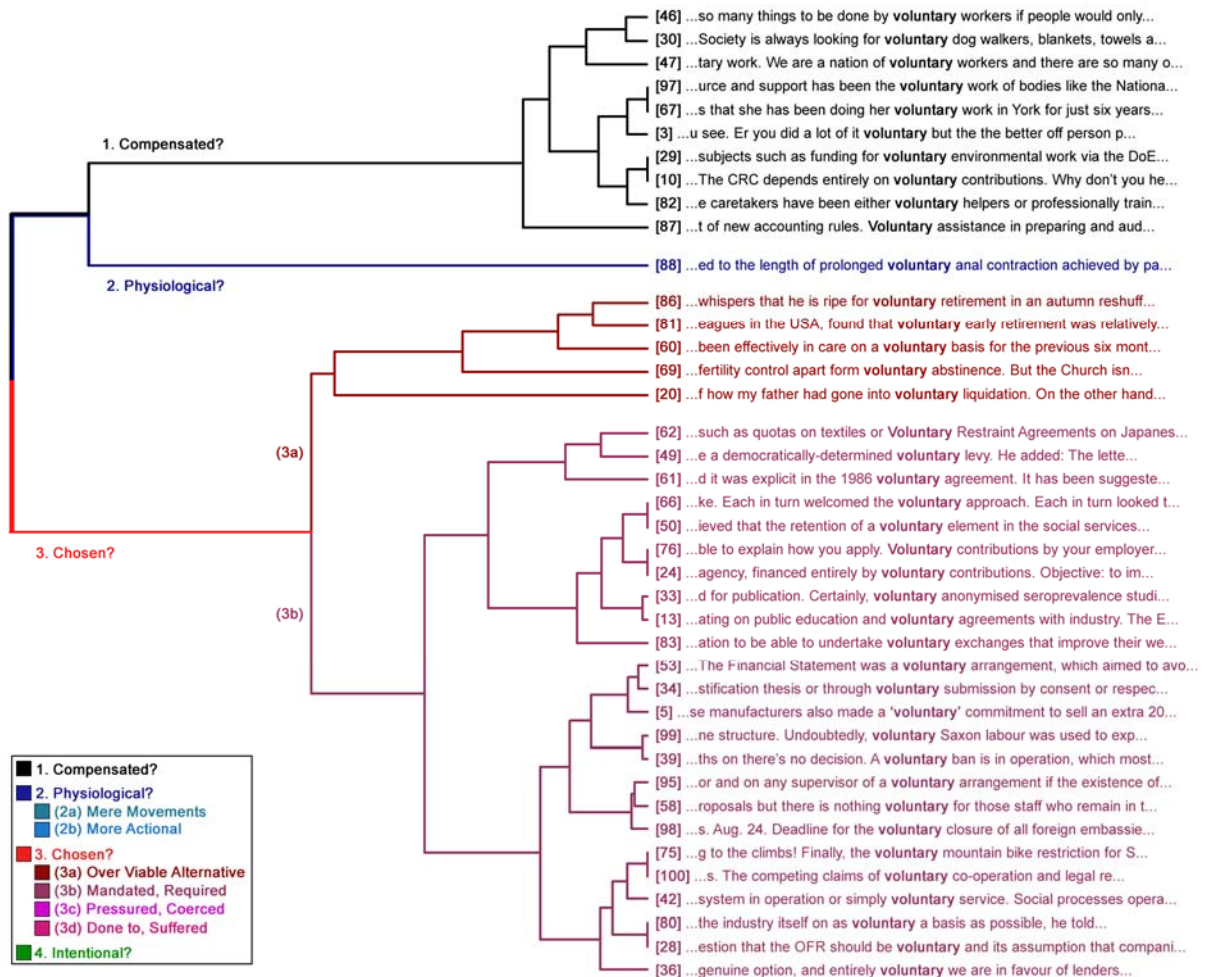 [46] ...so many things to be done by voluntary workers if people would only...
[30] ...Society is always looking for voluntary dog walkers, blankets, towels a...
[47] ...tary work. We are a nation of voluntary workers and there are so many o...
[97] ...urce and support has been the voluntary work of bodies like the Nationa...
[67] ...s that she has been doing her voluntary work in York for just six years...
[3] ...u see. Er you did a lot of it voluntary but the the better off person p...
1. Compensated?
[29] ...subjects such as funding for voluntary environmental work via the DoE...
[10] ...The CRC depends entirely on voluntary contributions. Why don't you he...
[82] ...e caretakers have been either voluntary helpers or professionally train...
[87] ...t of new accounting rules. Voluntary assistance in preparing and aud...
[88] ...ed to the length of prolonged voluntary anal contraction achieved by pa...
2. Physiological?
[86] ...whispers that he is ripe for voluntary retirement in an autumn reshuff...
[81] ...eagues in the USA, found that voluntary early retirement was relatively...
[60] ...been effectively in care on a voluntary basis for the previous six mont...
[69] ...fertility control apart form voluntary abstinence. But the Church isn...
[20] ...f how my father had gone into voluntary liquidation. On the other hand...
[62] ...such as quotas on textiles or Voluntary Restraint Agreements on Japanes...
(3a)
[49] ...e a democratically-determined voluntary levy. He added: The lette...
[61] ...d it was explicit in the 1986 voluntary agreement. It has been suggeste...
[66] ...ke. Each in turn welcomed the voluntary approach. Each in turn looked t...
[50] ...ieved that the retention of a voluntary element in the social services...
3. Chosen?
[76] ...ble to explain how you apply. Voluntary contributions by your employer...
[24] ...agency, financed entirely by voluntary contributions. Objective: to im...
[33] ...d for publication. Certainly, voluntary anonymised seroprevalence studi...
(3b)
[13] ...ating on public education and voluntary agreements with industry. The E...
[83] ...ation to be able to undertake voluntary exchanges that improve their we...
[53] ...The Financial Statement was a voluntary arrangement, which aimed to avo...
[34] ...stification thesis or through voluntary submission by consent or respec...
[5] ...se manufacturers also made a 'voluntary' commitment to sell an extra 20...
[99] ...ne structure. Undoubtedly, voluntary Saxon labour was used to exp...
[39] ...ths on there's no decision. A voluntary ban is in operation, which most...
[95] ...or and on any supervisor of a voluntary arrangement if the existence of...
[58] ...roposals but there is nothing voluntary for those staff who remain in t...
[98] ...s. Aug. 24. Deadline for the voluntary closure of all foreign embassie...
[75] ...g to the climbs! Finally, the voluntary mountain bike restriction for S...
[100] ...s. The competing claims of voluntary co-operation and legal re...
[42] ...system in operation or simply voluntary service. Social processes opera...
[80] ...the industry itself on as voluntary a basis as possible, he told...
[28] ...estion that the OFR should be voluntary and its assumption that compani...
[36] ...genuine option, and entirely voluntary we are in favour of lenders...
1. Compensated?
2. Physiological?
(2a) Mere Movements
(2b) More Actional
3. Chosen?
(3a) Over Viable Alternative
(3b) Mandated, Required
(3c) Pressured, Coerced
(3d) Done to, Suffered
4. Intentional?